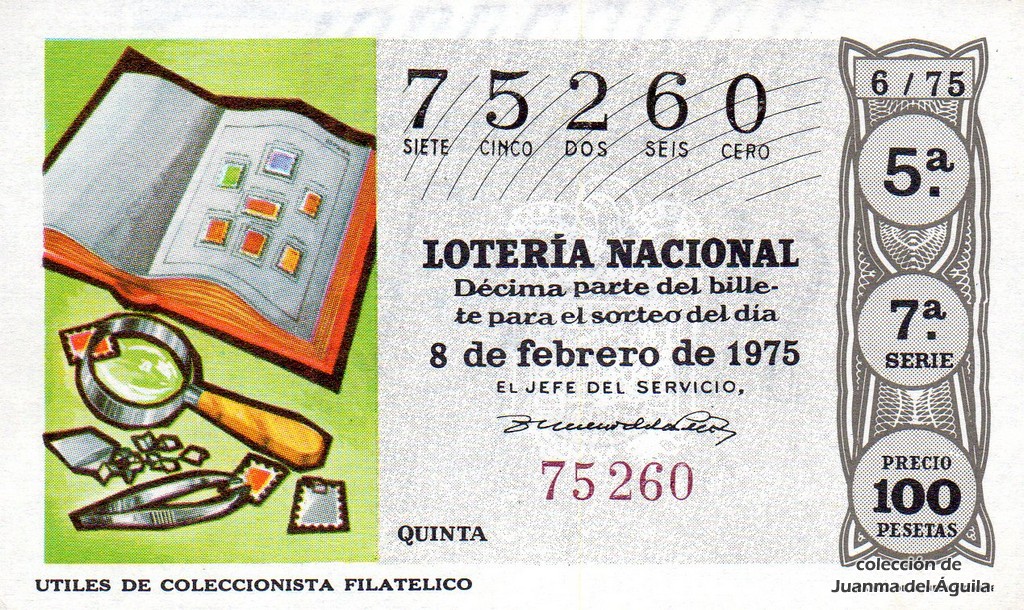 75260
SIETE CINCO DOS SEIS CERO
LOTERÍA NACIONAL
Décima parte del bille-
te para el sorteo del día
8 de febrero de 1975
EL JEFE DEL SERVICIO,
75260
QUINTA
6 / 75
5.ª
7.ª
SERIE
PRECIO
100
PESETAS
UTILES DE COLECCIONISTA FILATELICO
colección de
Juanma del Águila